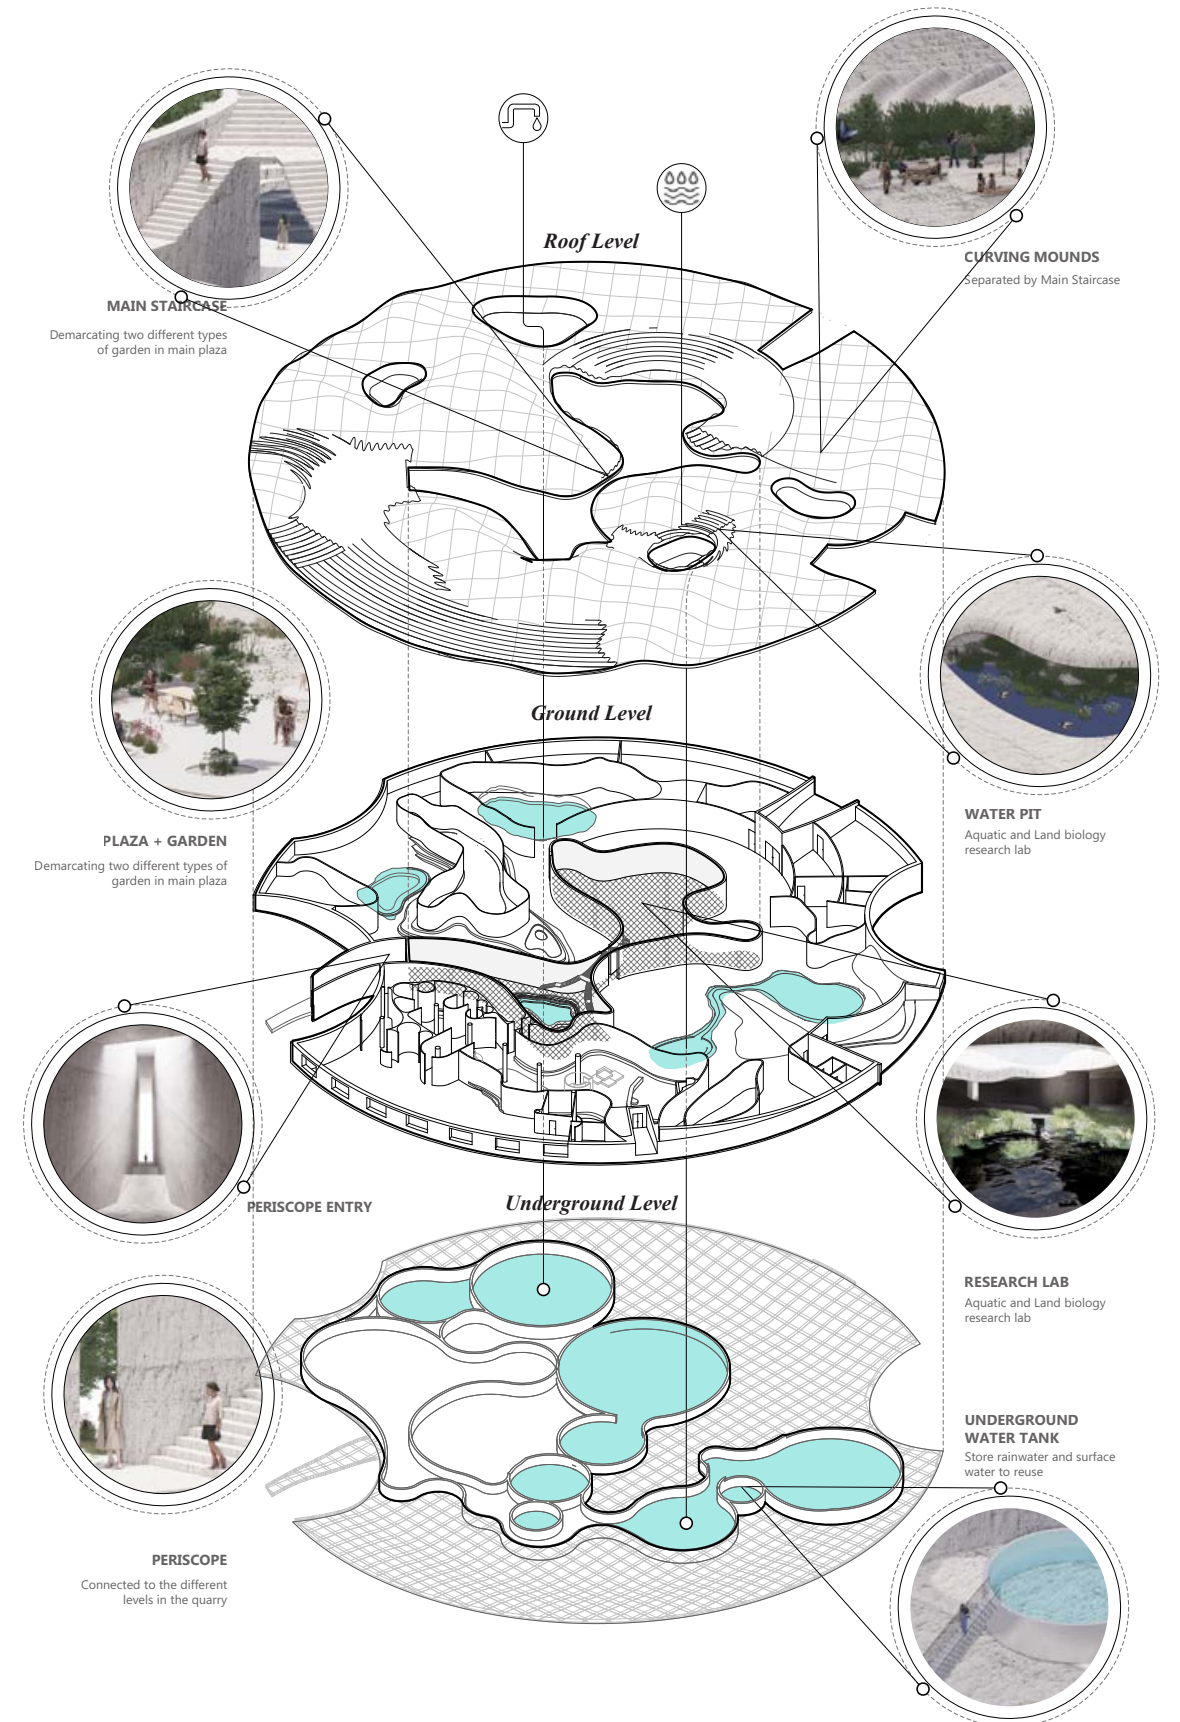 Roof Level
CURVING MOUNDS
Separated by Main Staircase
MAIN STAIRCASE
Demarcating two different types
of garden in main plaza
Ground Level
WATER PIT
Aquatic and Land biology
research lab
PLAZA + GARDEN
Demarcating two different types of
garden in main plaza
Underground Level
PERISCOPE ENTRY
RESEARCH LAB
Aquatic and Land biology
research lab
UNDERGROUND
WATER TANK
Store rainwater and surface
water to reuse
PERISCOPE
Connected to the different
levels in the quarry